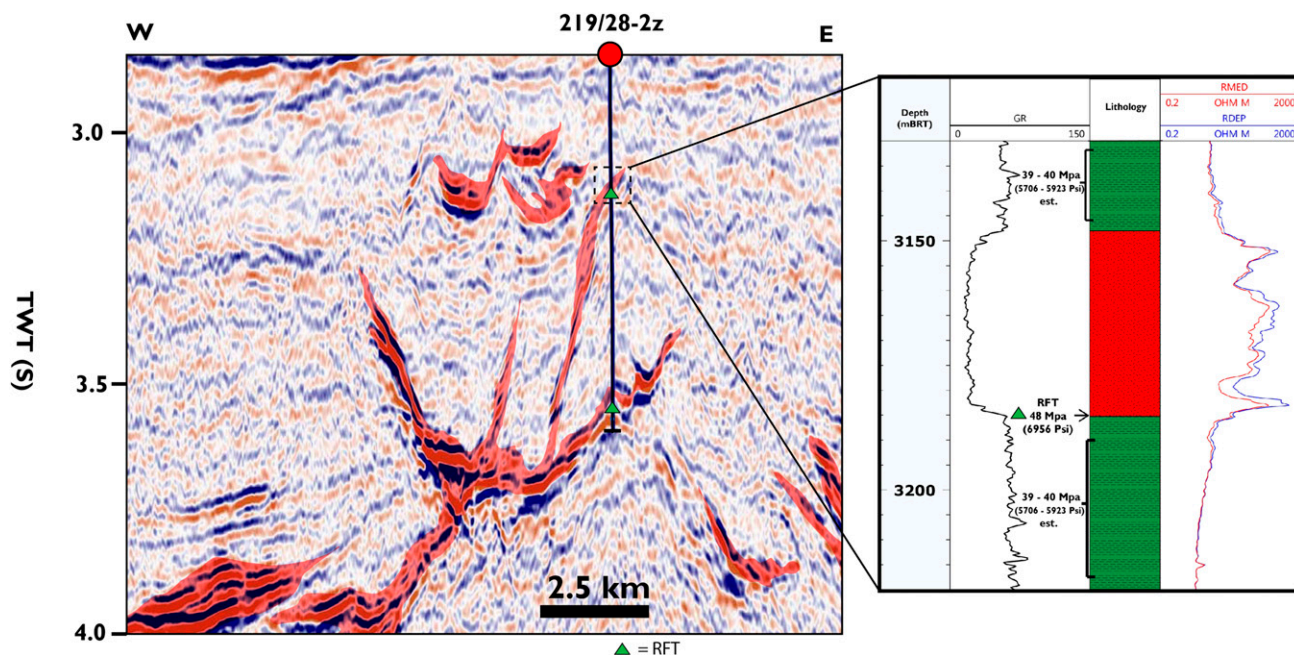 219/28-2z
W
E
TWT (S)
3.0
3.5
4.0
2.5 km
= RFT
Depth
(mBRT)
GR
0 150
Lithology
RMED
0.2 OHM M 2000
RDEP
0.2 OHM M 2000
39 - 40 Mpa
(5706 - 5923 Psi)
est.
3150
RFT
48 Mpa
(6956 Psi)
3200
39 - 40 Mpa
(5706 - 5923 Psi)
est.